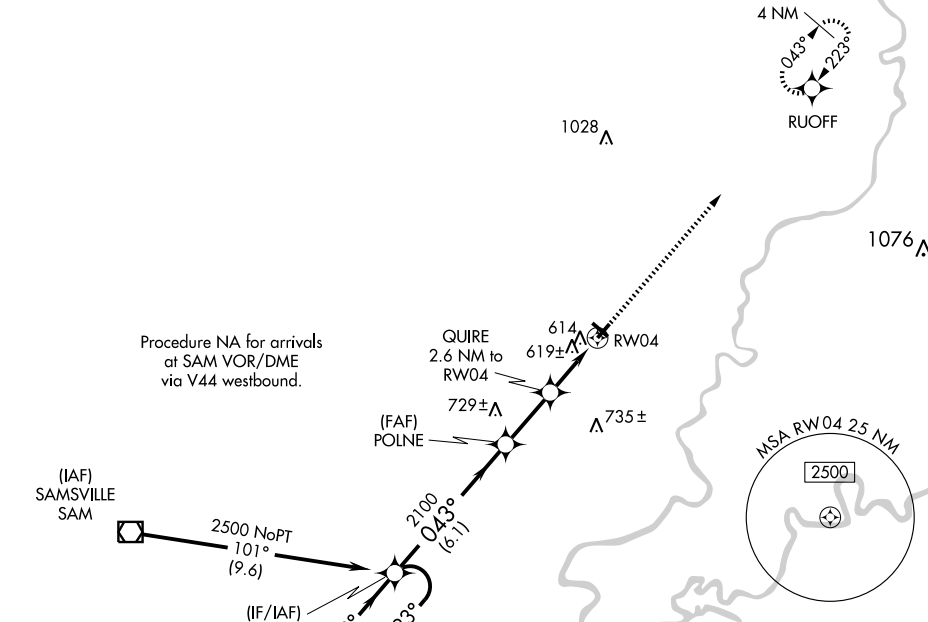 4 NM
043°
223°
RUOFF
1028
1076
Procedure NA for arrivals
at SAM VOR/DME
via V44 westbound.
QUIRE
2.6 NM to
RW04
614
619±
RW04
729±
735±
(FAF)
POLNE
MSA RW04 25 NM
2500
(IAF)
SAMSVILLE
SAM
2500 NoPT
101°
(9.6)
2100
043°
(6.1)
(IF/IAF)